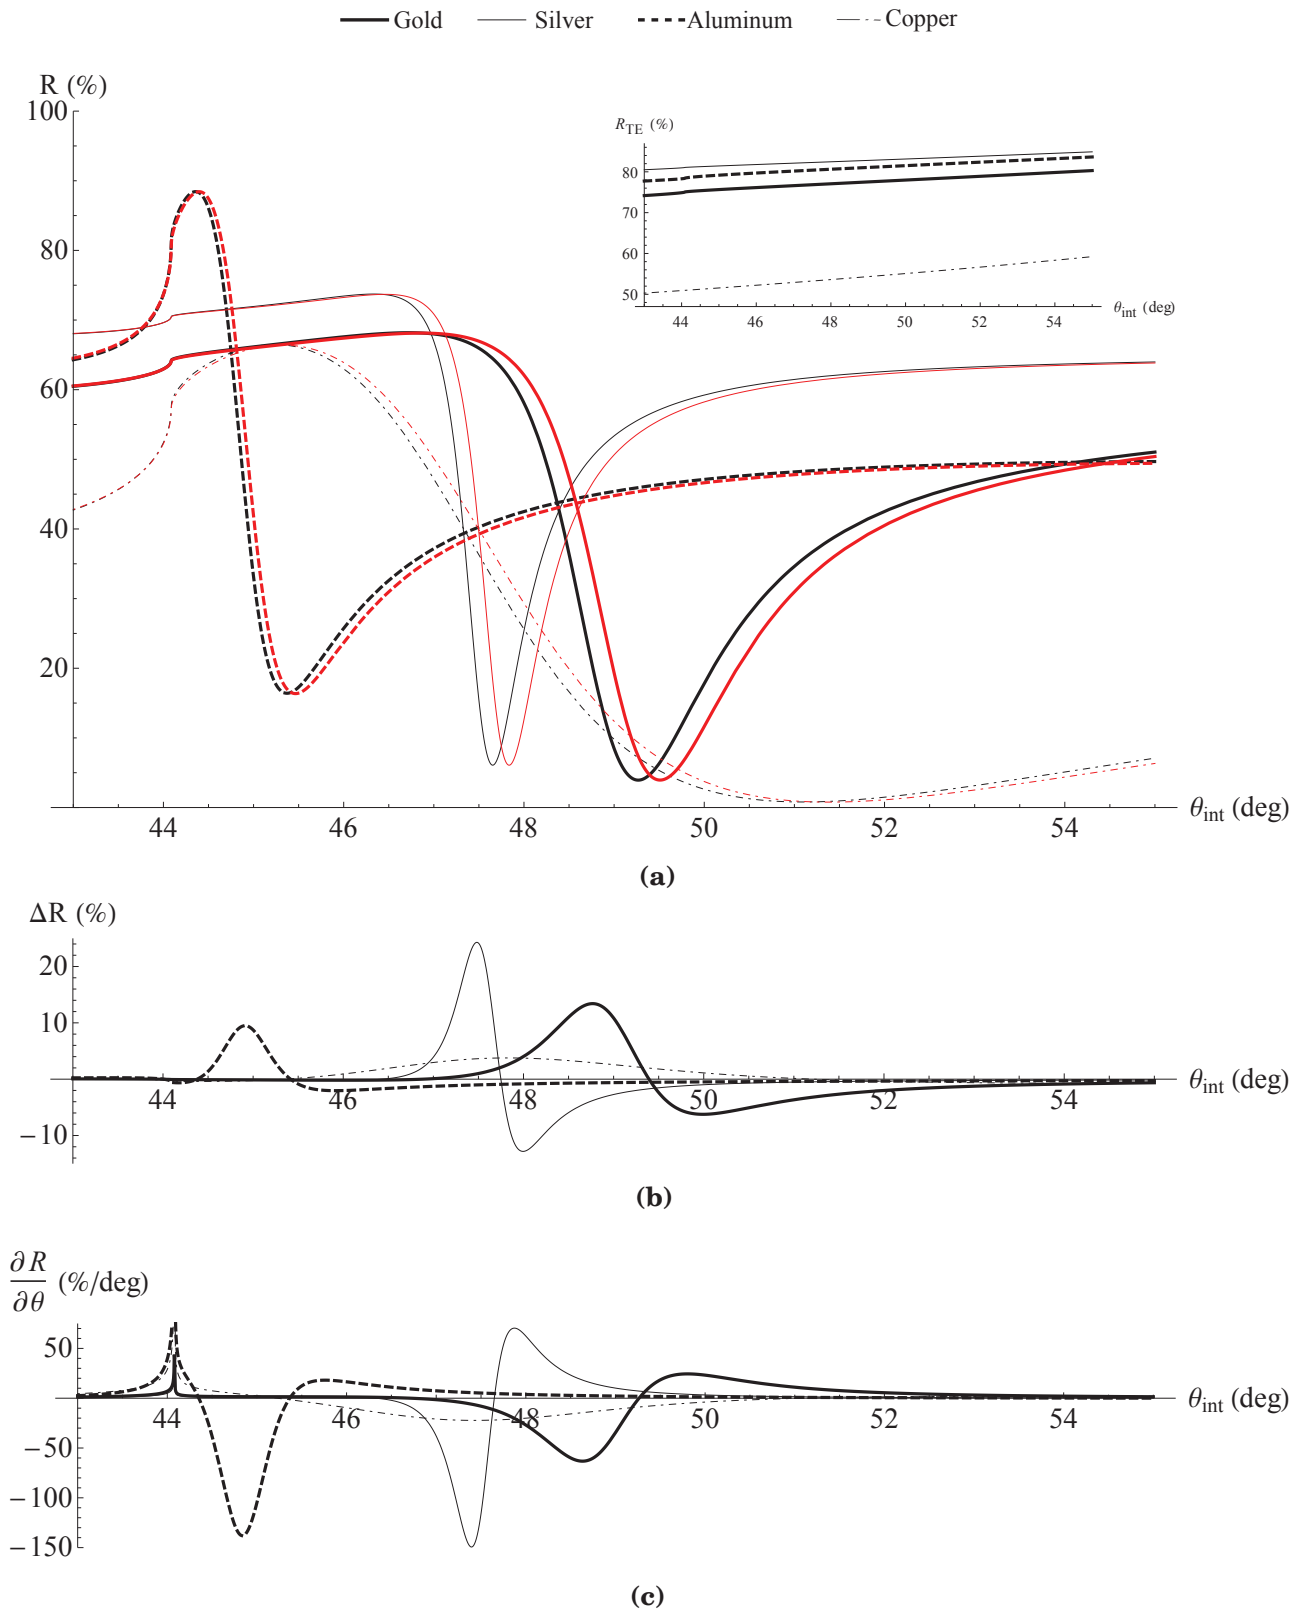 Gold Silver Aluminum Copper
R (%)
100
80
60
40
20
44 46 48 50 52 54 θint (deg)
RTE (%)
80
70
60
50
44 46 48 50 52 54 θint (deg)
(a)
ΔR (%)
20
10
−10
44 46 48 50 52 54 θint (deg)
(b)
∂R/∂θ (%/deg)
50
−50
−100
−150
44 46 48 50 52 54 θint (deg)
(c)